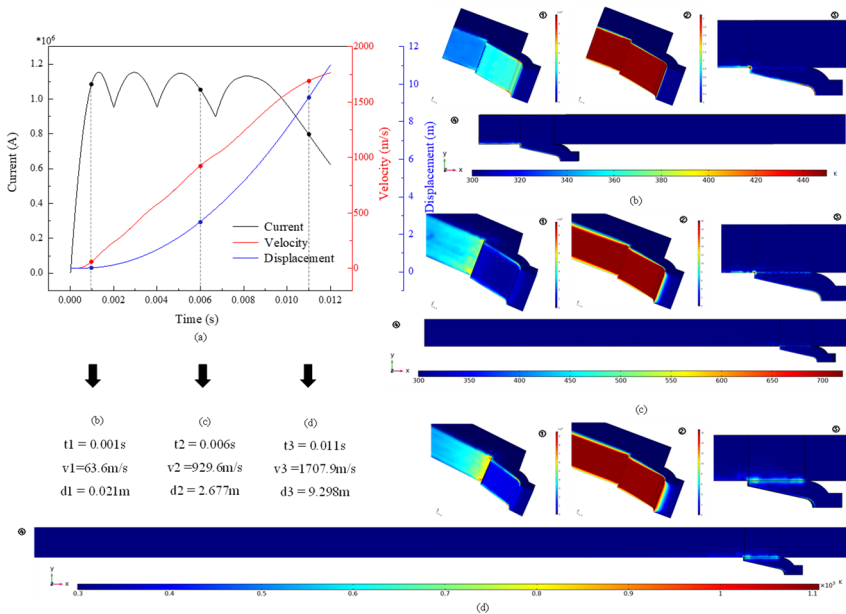 *10⁶
Current (A)
1.2
1.0
0.8
0.6
0.4
0.2
0.0
0.000
0.002
0.004
0.006
0.008
0.010
0.012
Time (s)
2000
1500
1000
500
0
Velocity (m/s)
12
10
8
6
4
2
0
Displacement (m)
Current
Velocity
Displacement
(a)
(b)
(c)
(d)
t1 = 0.001s
t2 = 0.006s
t3 = 0.011s
v1=63.6m/s
v2 =929.6m/s
v3 =1707.9m/s
d1 = 0.021m
d2 = 2.677m
d3 = 9.298m
①
②
③
④
y
z
x
300
320
340
360
380
400
420
440
K
(b)
①
②
③
④
y
z
x
300
350
400
450
500
550
600
650
700
(c)
①
②
③
④
y
z
x
0.3
0.4
0.5
0.6
0.7
0.8
0.9
1
1.1
×10³
K
(d)